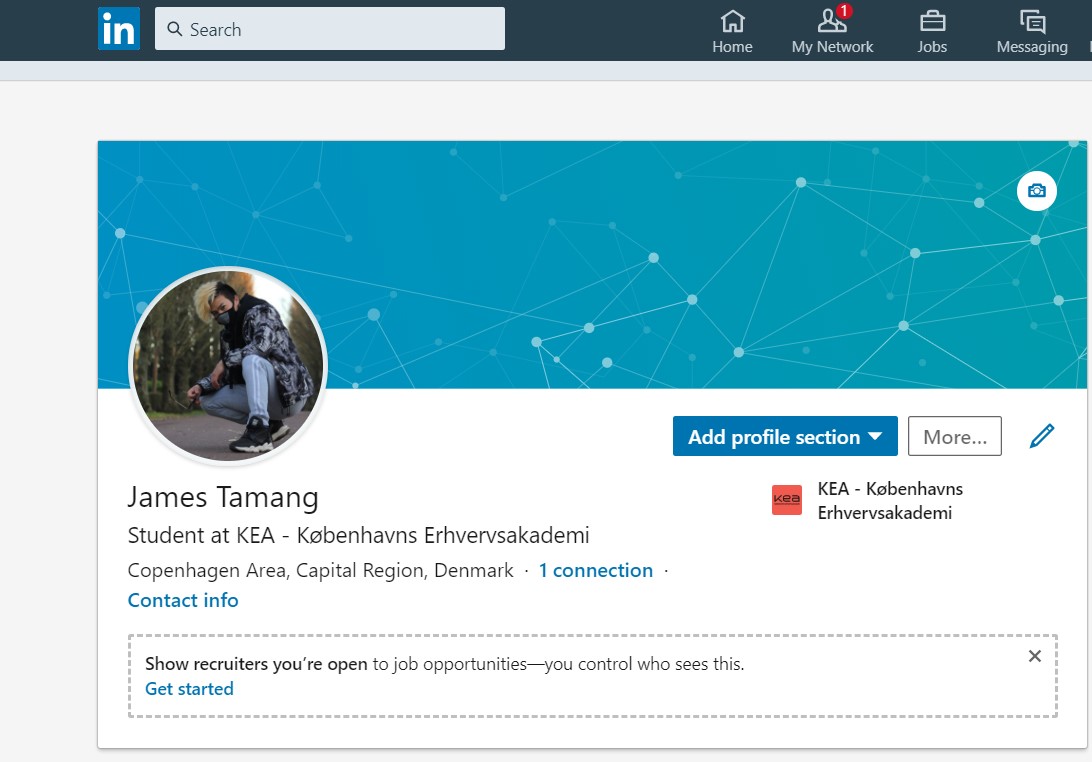 in
Search
1
Home
My Network
Jobs
Messaging
Add profile section
More...
James Tamang
kea
KEA - Københavns
Erhvervsakademi
Student at KEA - Københavns Erhvervsakademi
Copenhagen Area, Capital Region, Denmark · 1 connection ·
Contact info
Show recruiters you're open to job opportunities—you control who sees this.
Get started